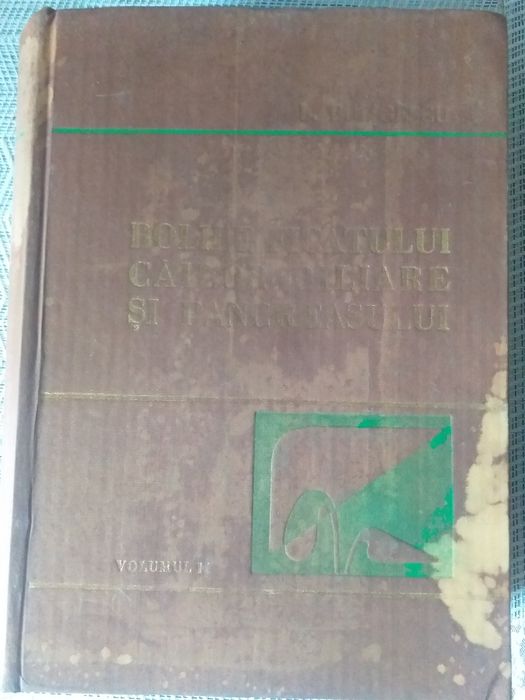 BOLILE FICATULUI
CĂILOR BILIARE
ȘI PANCREASULUI
VOLUMUL